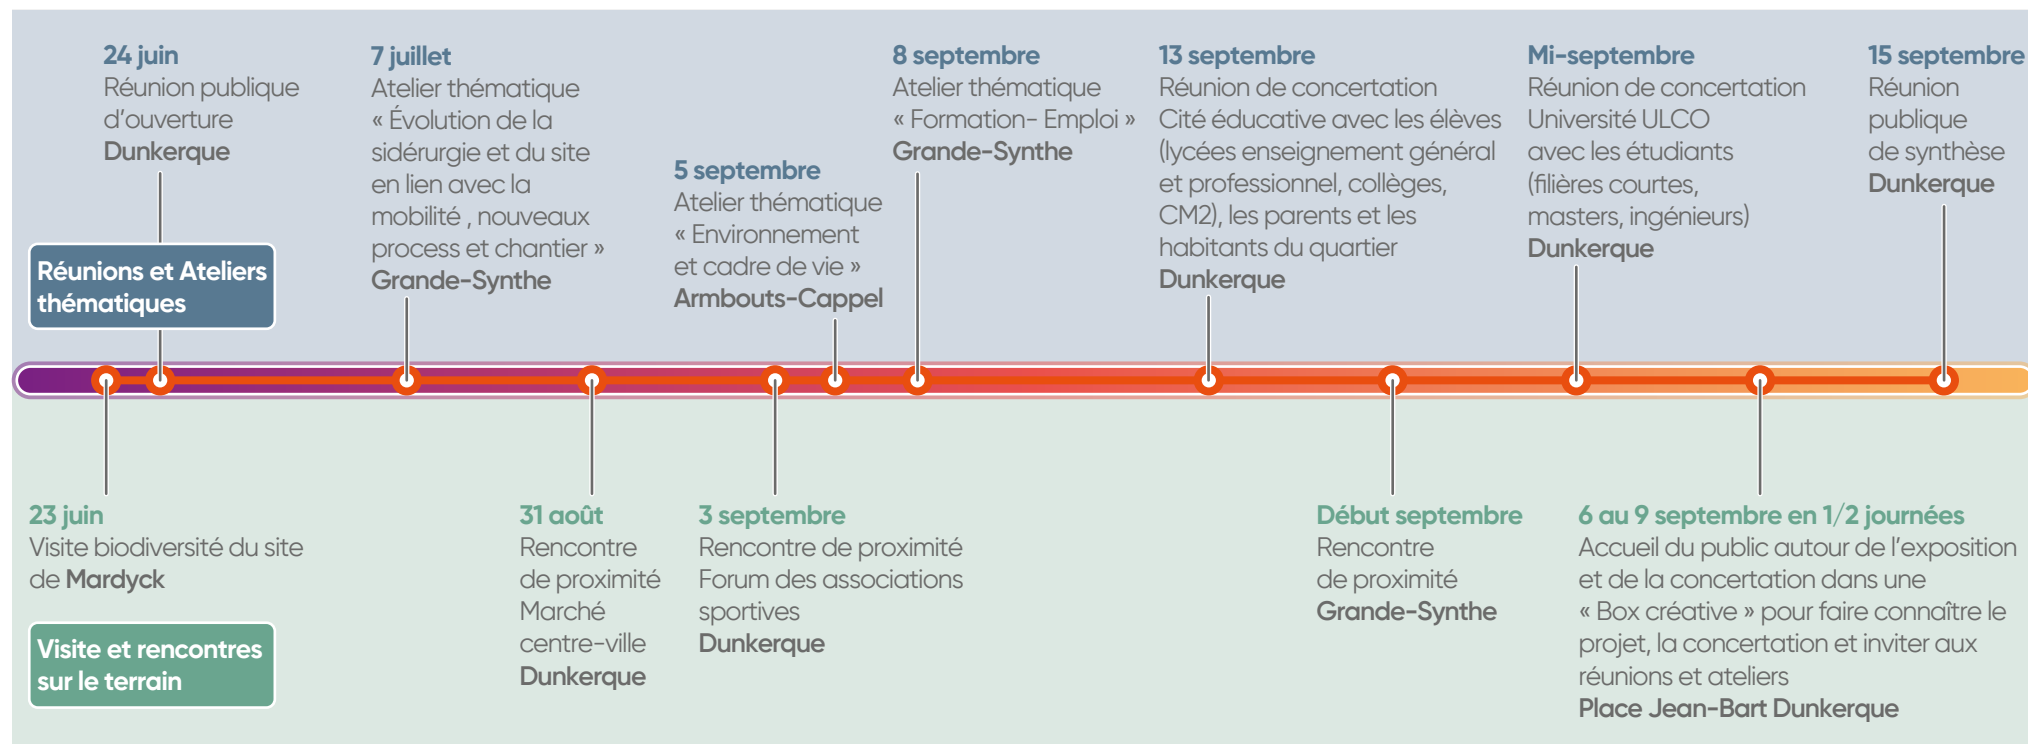 24 juin
Réunion publique
d'ouverture
Dunkerque
7 juillet
Atelier thématique
« Évolution de la
sidérurgie et du site
en lien avec la
mobilité , nouveaux
process et chantier »
Grande-Synthe
5 septembre
Atelier thématique
« Environnement
et cadre de vie »
Armbouts-Cappel
8 septembre
Atelier thématique
« Formation- Emploi »
Grande-Synthe
13 septembre
Réunion de concertation
Cité éducative avec les élèves
(lycées enseignement général
et professionnel, collèges,
CM2), les parents et les
habitants du quartier
Dunkerque
Mi-septembre
Réunion de concertation
Université ULCO
avec les étudiants
(filières courtes,
masters, ingénieurs)
Dunkerque
15 septembre
Réunion
publique
de synthèse
Dunkerque
Réunions et Ateliers
thématiques
23 juin
Visite biodiversité du site
de Mardyck
31 août
Rencontre
de proximité
Marché
centre-ville
Dunkerque
3 septembre
Rencontre de proximité
Forum des associations
sportives
Dunkerque
Début septembre
Rencontre
de proximité
Grande-Synthe
6 au 9 septembre en 1/2 journées
Accueil du public autour de l'exposition
et de la concertation dans une
« Box créative » pour faire connaître le
projet, la concertation et inviter aux
réunions et ateliers
Place Jean-Bart Dunkerque
Visite et rencontres
sur le terrain